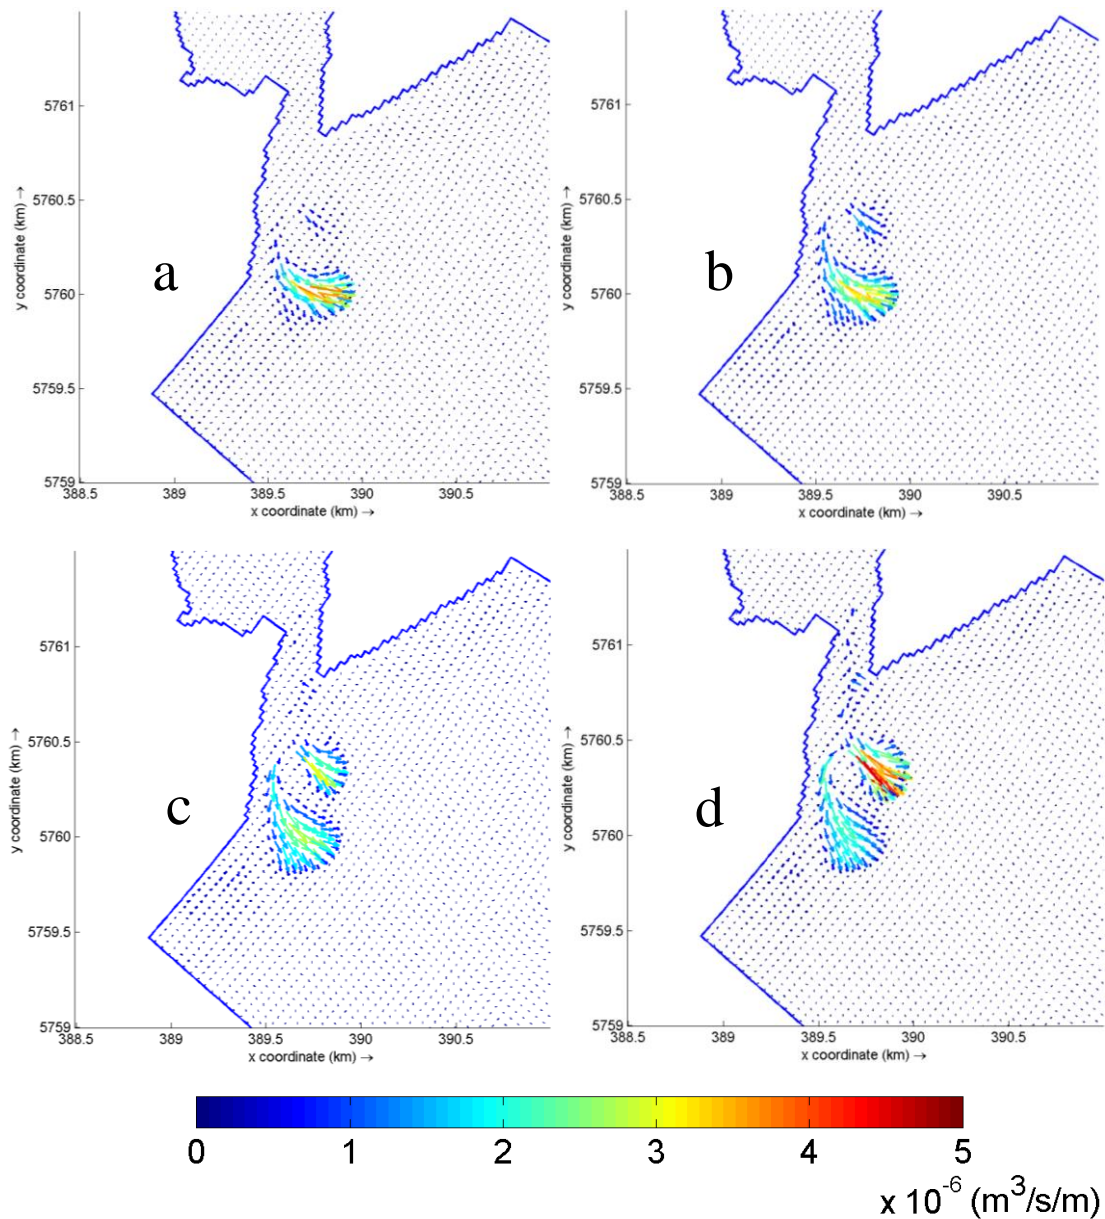 5761
5760.5
5760
5759.5
5759
388.5 389 389.5 390 390.5
x coordinate (km) →
y coordinate (km) →
a
5761
5760.5
5760
5759.5
5759
388.5 389 389.5 390 390.5
x coordinate (km) →
y coordinate (km) →
b
5761
5760.5
5760
5759.5
5759
388.5 389 389.5 390 390.5
x coordinate (km) →
y coordinate (km) →
c
5761
5760.5
5760
5759.5
5759
388.5 389 389.5 390 390.5
x coordinate (km) →
y coordinate (km) →
d
0 1 2 3 4 5
x 10⁻⁶ (m³/s/m)